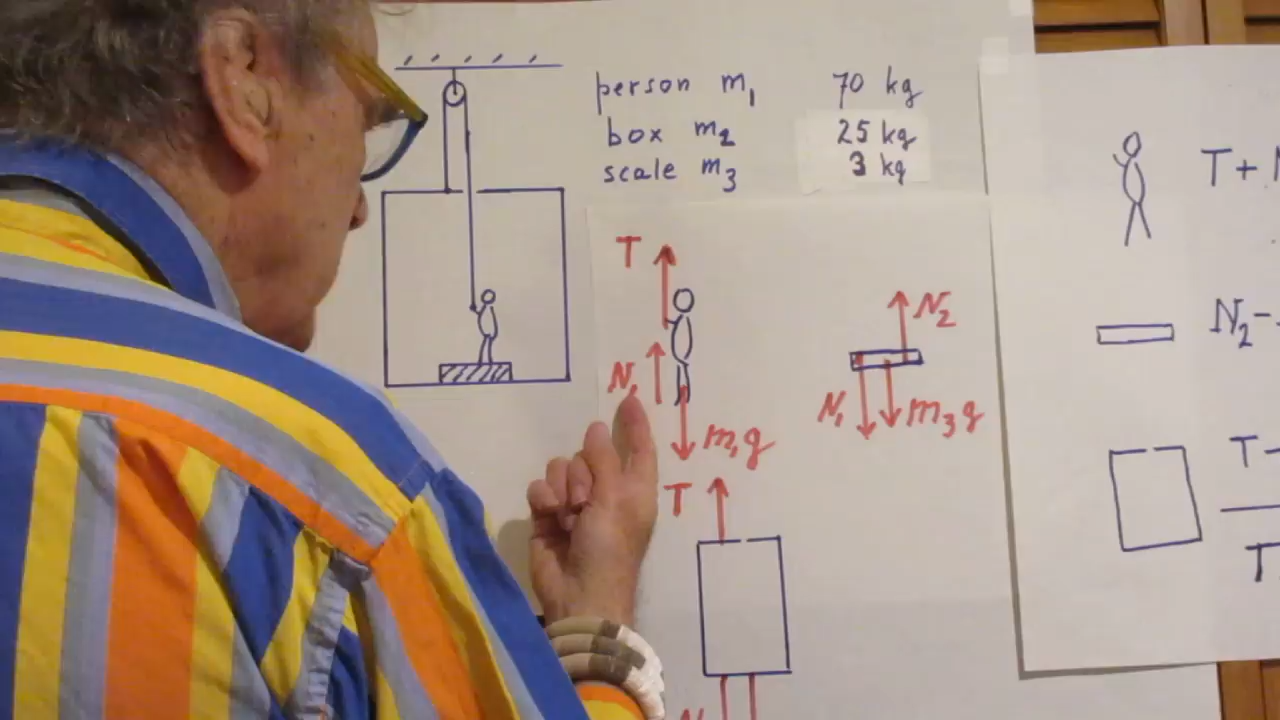 person m₁ 70 kg
box m₂ 25 kg
scale m₃ 3 kg
T
N₁
m₁g
N₂
N₁
m₃g
T
T+
N₂-
T-
T